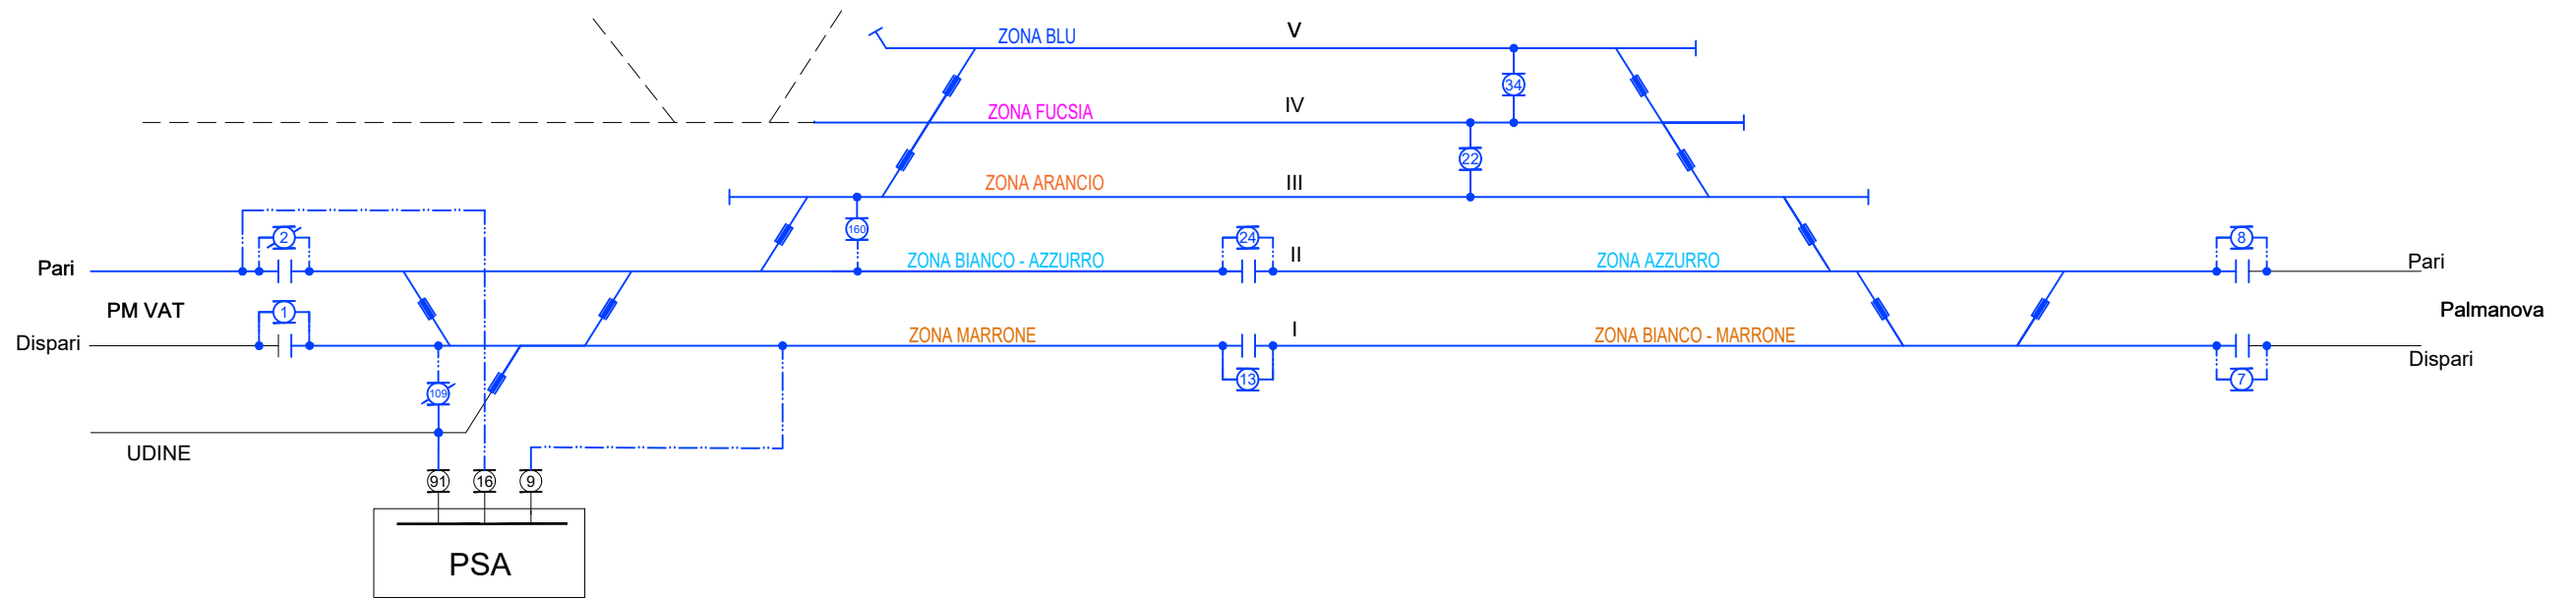 ZONA BLU V
34
ZONA FUCSIA IV
22
ZONA ARANCIO III
160
2 24 8
Pari ZONA BIANCO - AZZURRO II ZONA AZZURRO Pari
PM VAT 1 Palmanova
Dispari ZONA MARRONE I ZONA BIANCO - MARRONE Dispari
109 13 7
UDINE
91 16 9
PSA